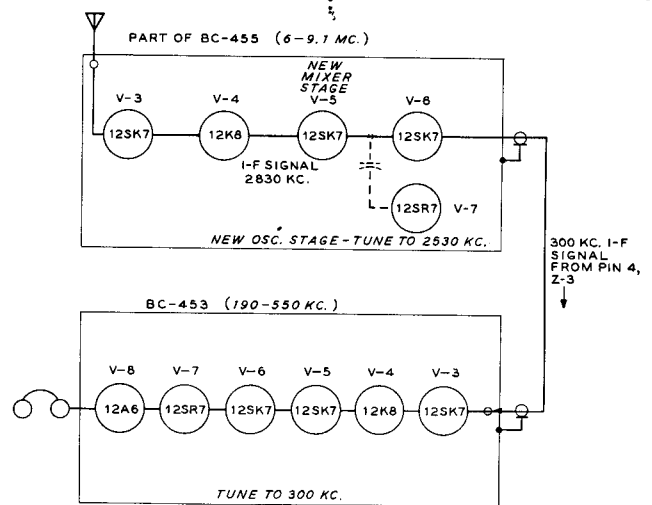 PART OF BC-455 (6-9.1 MC.)
NEW
MIXER
STAGE
V-3 V-4 V-5 V-6
12SK7 12K8 12SK7 12SK7
I-F SIGNAL
2830 KC.
12SR7 V-7
NEW OSC. STAGE-TUNE TO 2530 KC.
300 KC. I-F
SIGNAL
FROM PIN 4,
Z-3
BC-453 (190-550 KC.)
V-8 V-7 V-6 V-5 V-4 V-3
12A6 12SR7 12SK7 12SK7 12K8 12SK7
TUNE TO 300 KC.